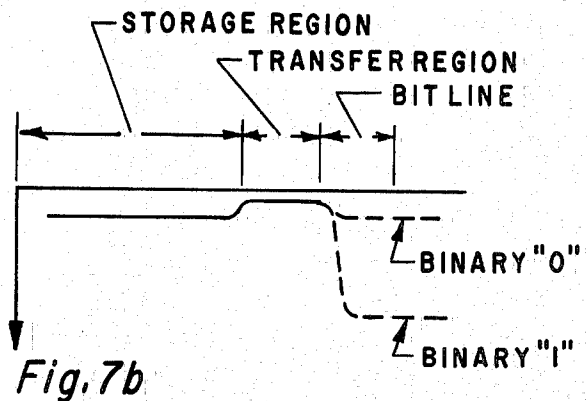 STORAGE REGION
TRANSFER REGION
BIT LINE
BINARY "0"
BINARY "1"
Fig. 7b